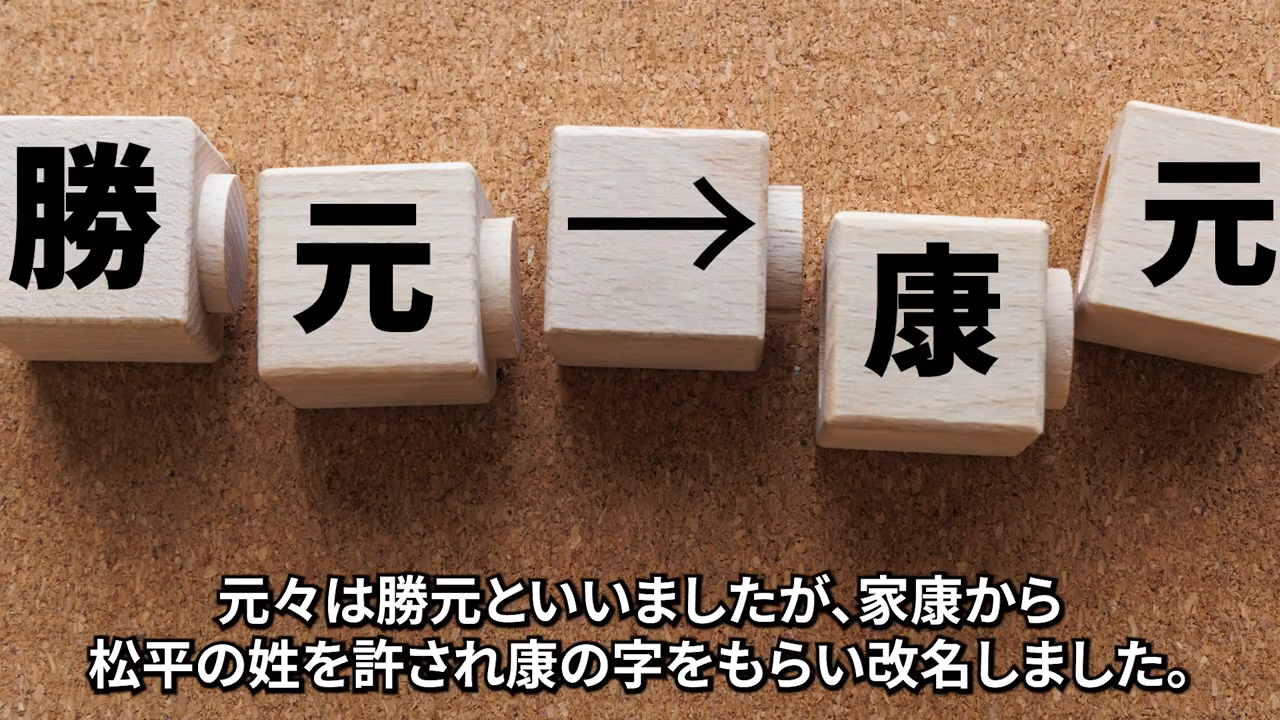 勝元→康元
元々は勝元といいましたが、家康から
松平の姓を許され康の字をもらい改名しました。